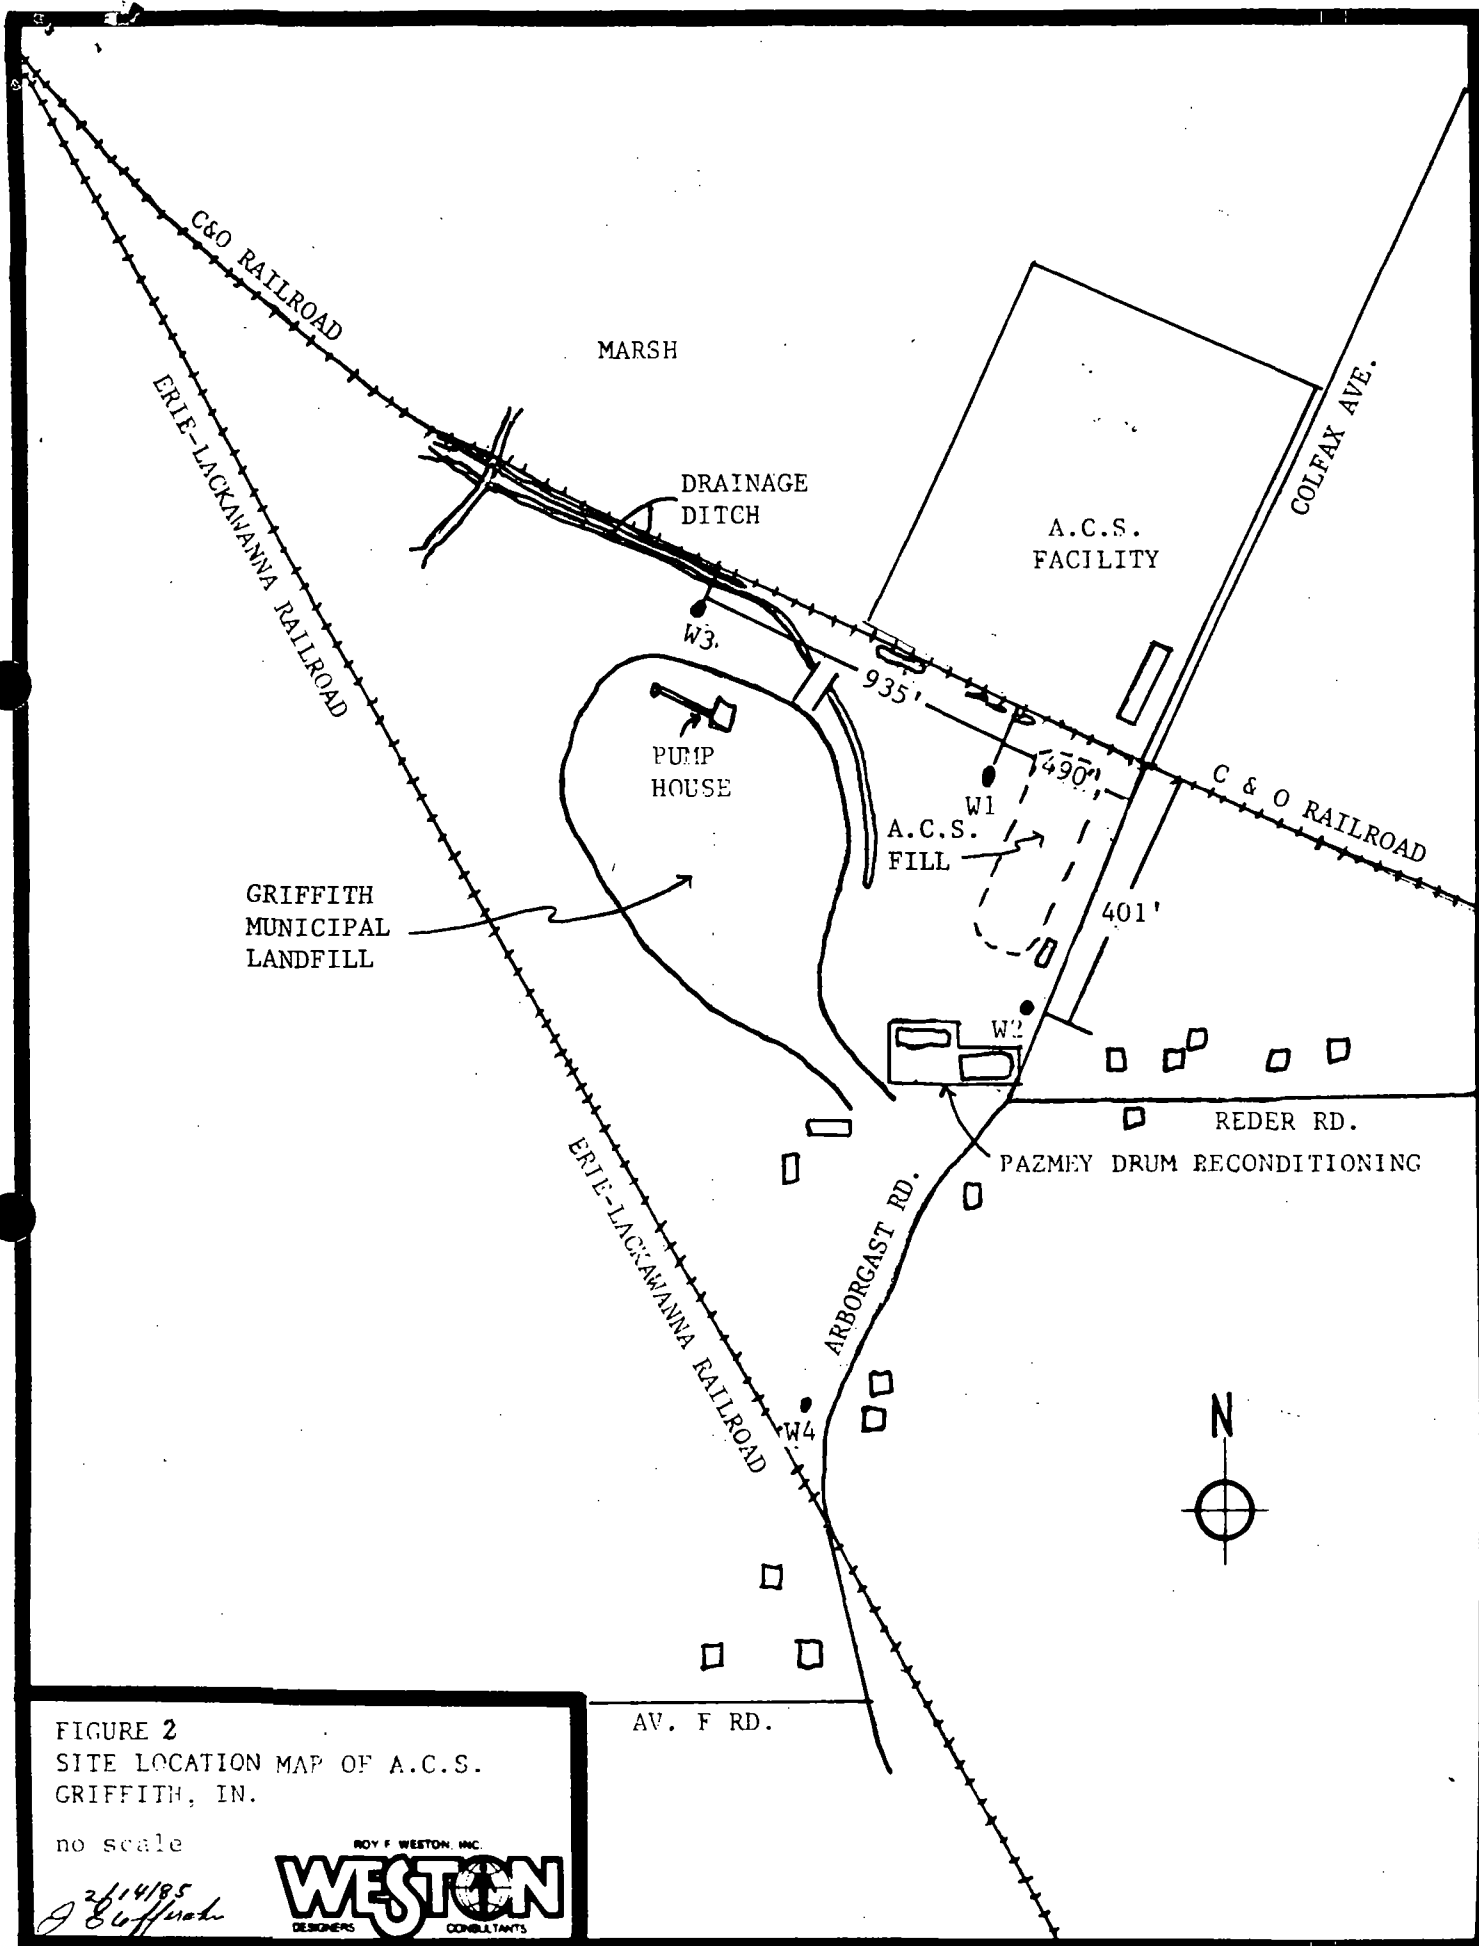 C&O RAILROAD
ERIE-LACKAWANNA RAILROAD
MARSH
DRAINAGE
DITCH
COLFAX AVE.
A.C.S.
FACILITY
W3
935'
PUMP
HOUSE
490'
W1
C & O RAILROAD
A.C.S.
FILL
GRIFFITH
MUNICIPAL
LANDFILL
401'
W2
REDER RD.
PAZMEY DRUM RECONDITIONING
ERIE-LACKAWANNA RAILROAD
ARBORGAST RD.
W4
N
AV. F RD.
FIGURE 2
SITE LOCATION MAP OF A.C.S.
GRIFFITH, IN.
no scale
2/14/85
ROY F. WESTON, INC.
WESTON
DESIGNERS CONSULTANTS